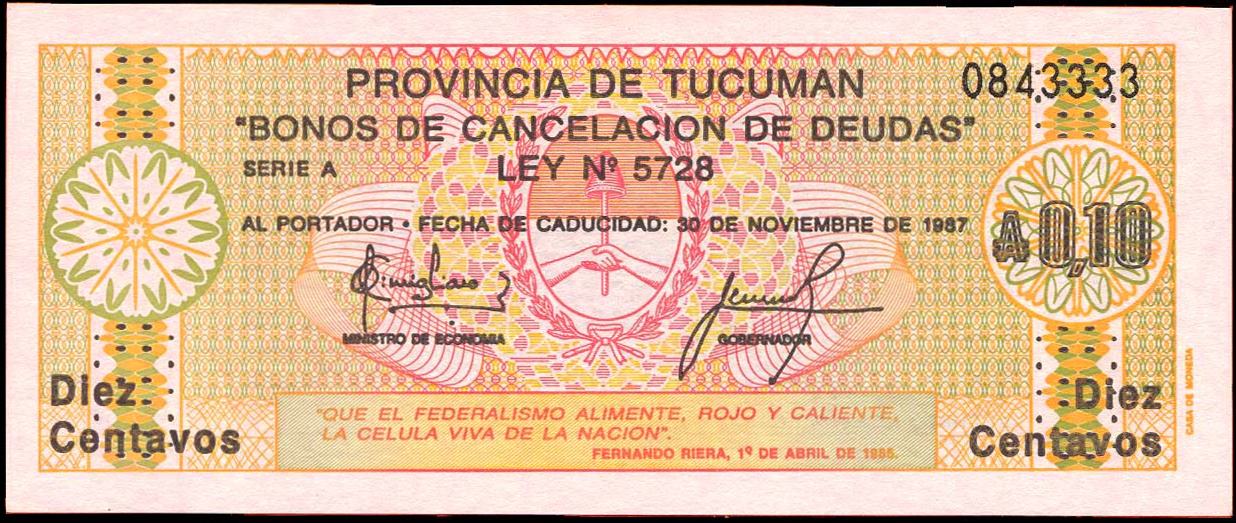 PROVINCIA DE TUCUMAN
0843333
"BONOS DE CANCELACION DE DEUDAS"
SERIE A
LEY Nº 5728
AL PORTADOR • FECHA DE CADUCIDAD: 30 DE NOVIEMBRE DE 1987
₳ 0,10
MINISTRO DE ECONOMIA
GOBERNADOR
Diez
Centavos
Diez
Centavos
"QUE EL FEDERALISMO ALIMENTE, ROJO Y CALIENTE,
LA CELULA VIVA DE LA NACION".
FERNANDO RIERA, 1º DE ABRIL DE 1985.
CASA DE MONEDA